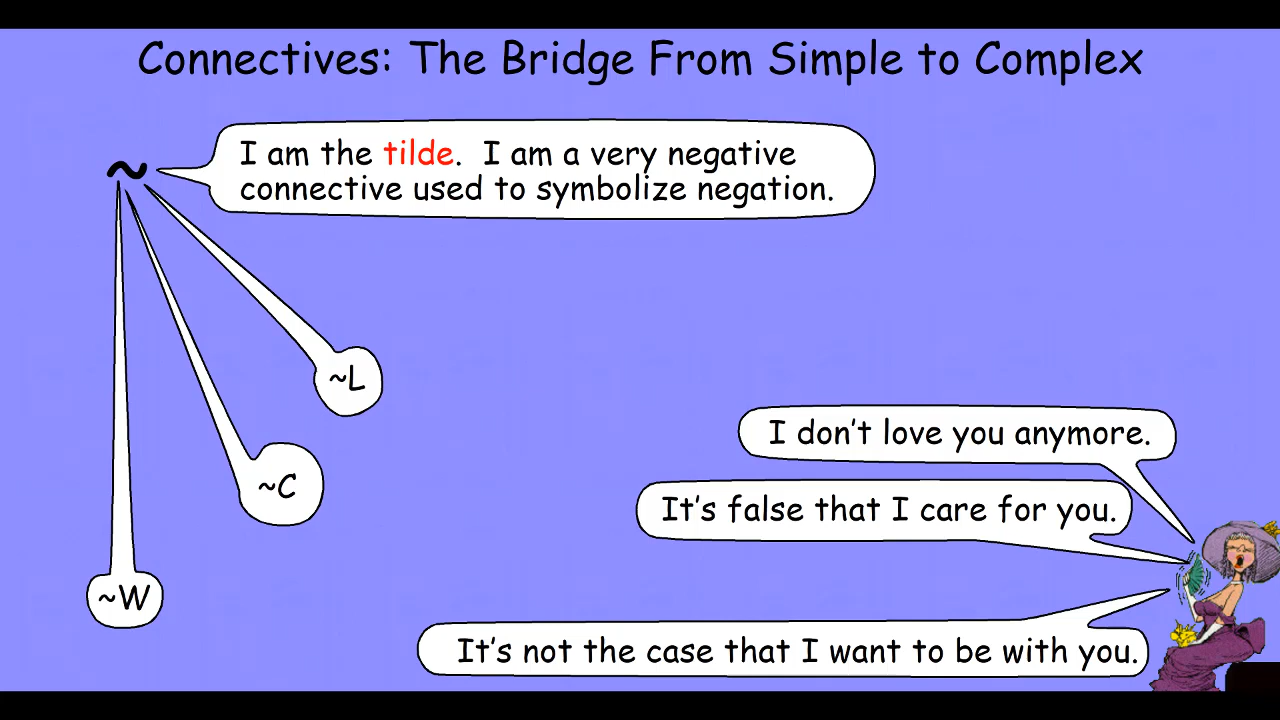 Connectives: The Bridge From Simple to Complex
~
I am the tilde. I am a very negative
connective used to symbolize negation.
~L
I don't love you anymore.
~C
It's false that I care for you.
~W
It's not the case that I want to be with you.